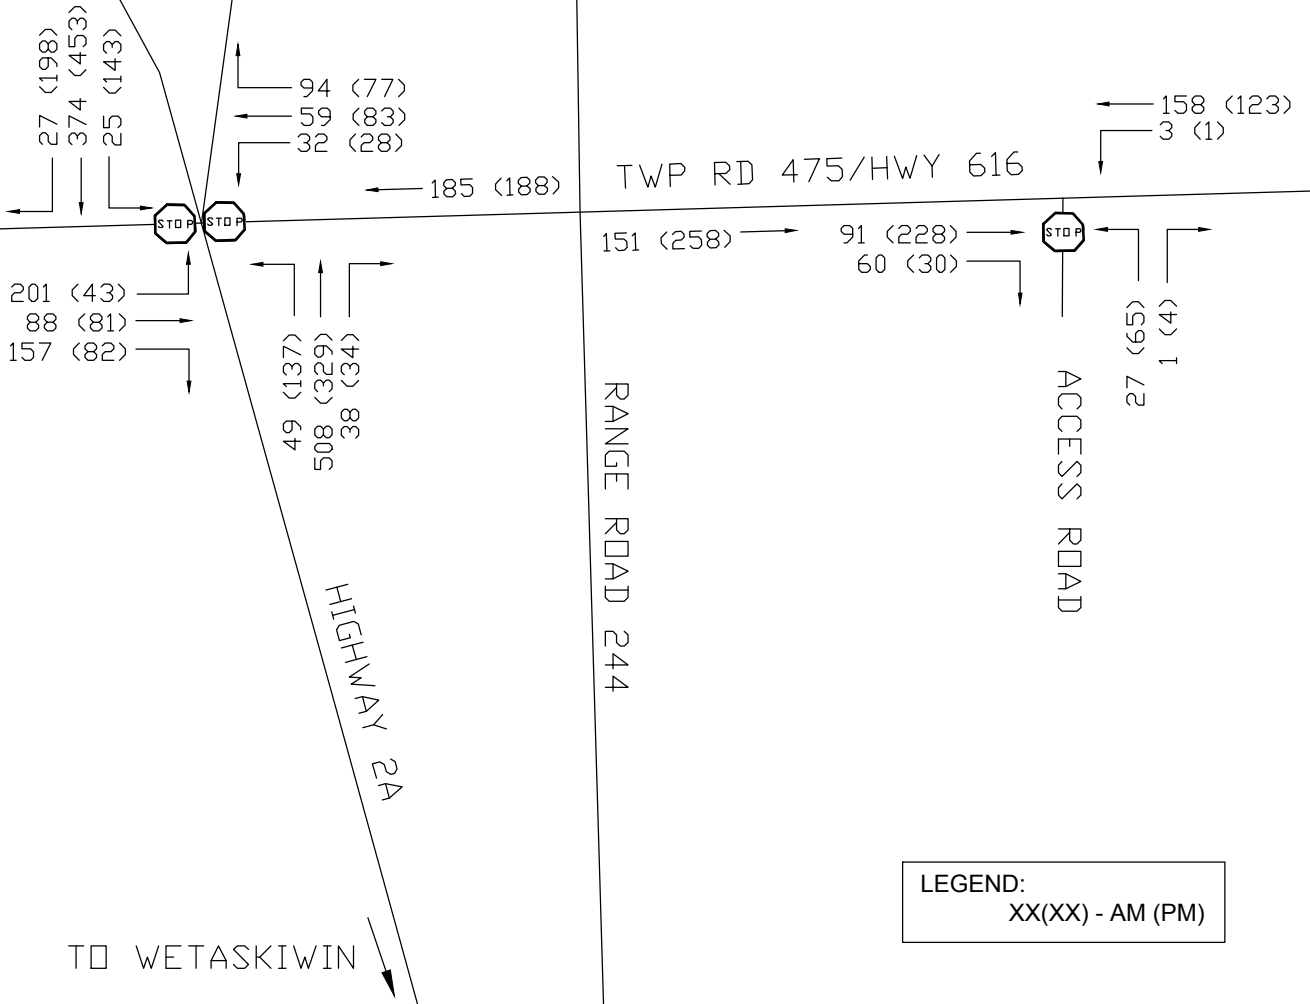 27 (198)
374 (453)
25 (143)
94 (77)
59 (83)
32 (28)
185 (188)
TWP RD 475/HWY 616
158 (123)
3 (1)
STOP
STOP
STOP
151 (258)
91 (228)
60 (30)
201 (43)
88 (81)
157 (82)
49 (137)
508 (329)
38 (34)
27 (65)
1 (4)
RANGE ROAD 244
ACCESS ROAD
HIGHWAY 2A
TO WETASKIWIN
LEGEND:
XX(XX) - AM (PM)